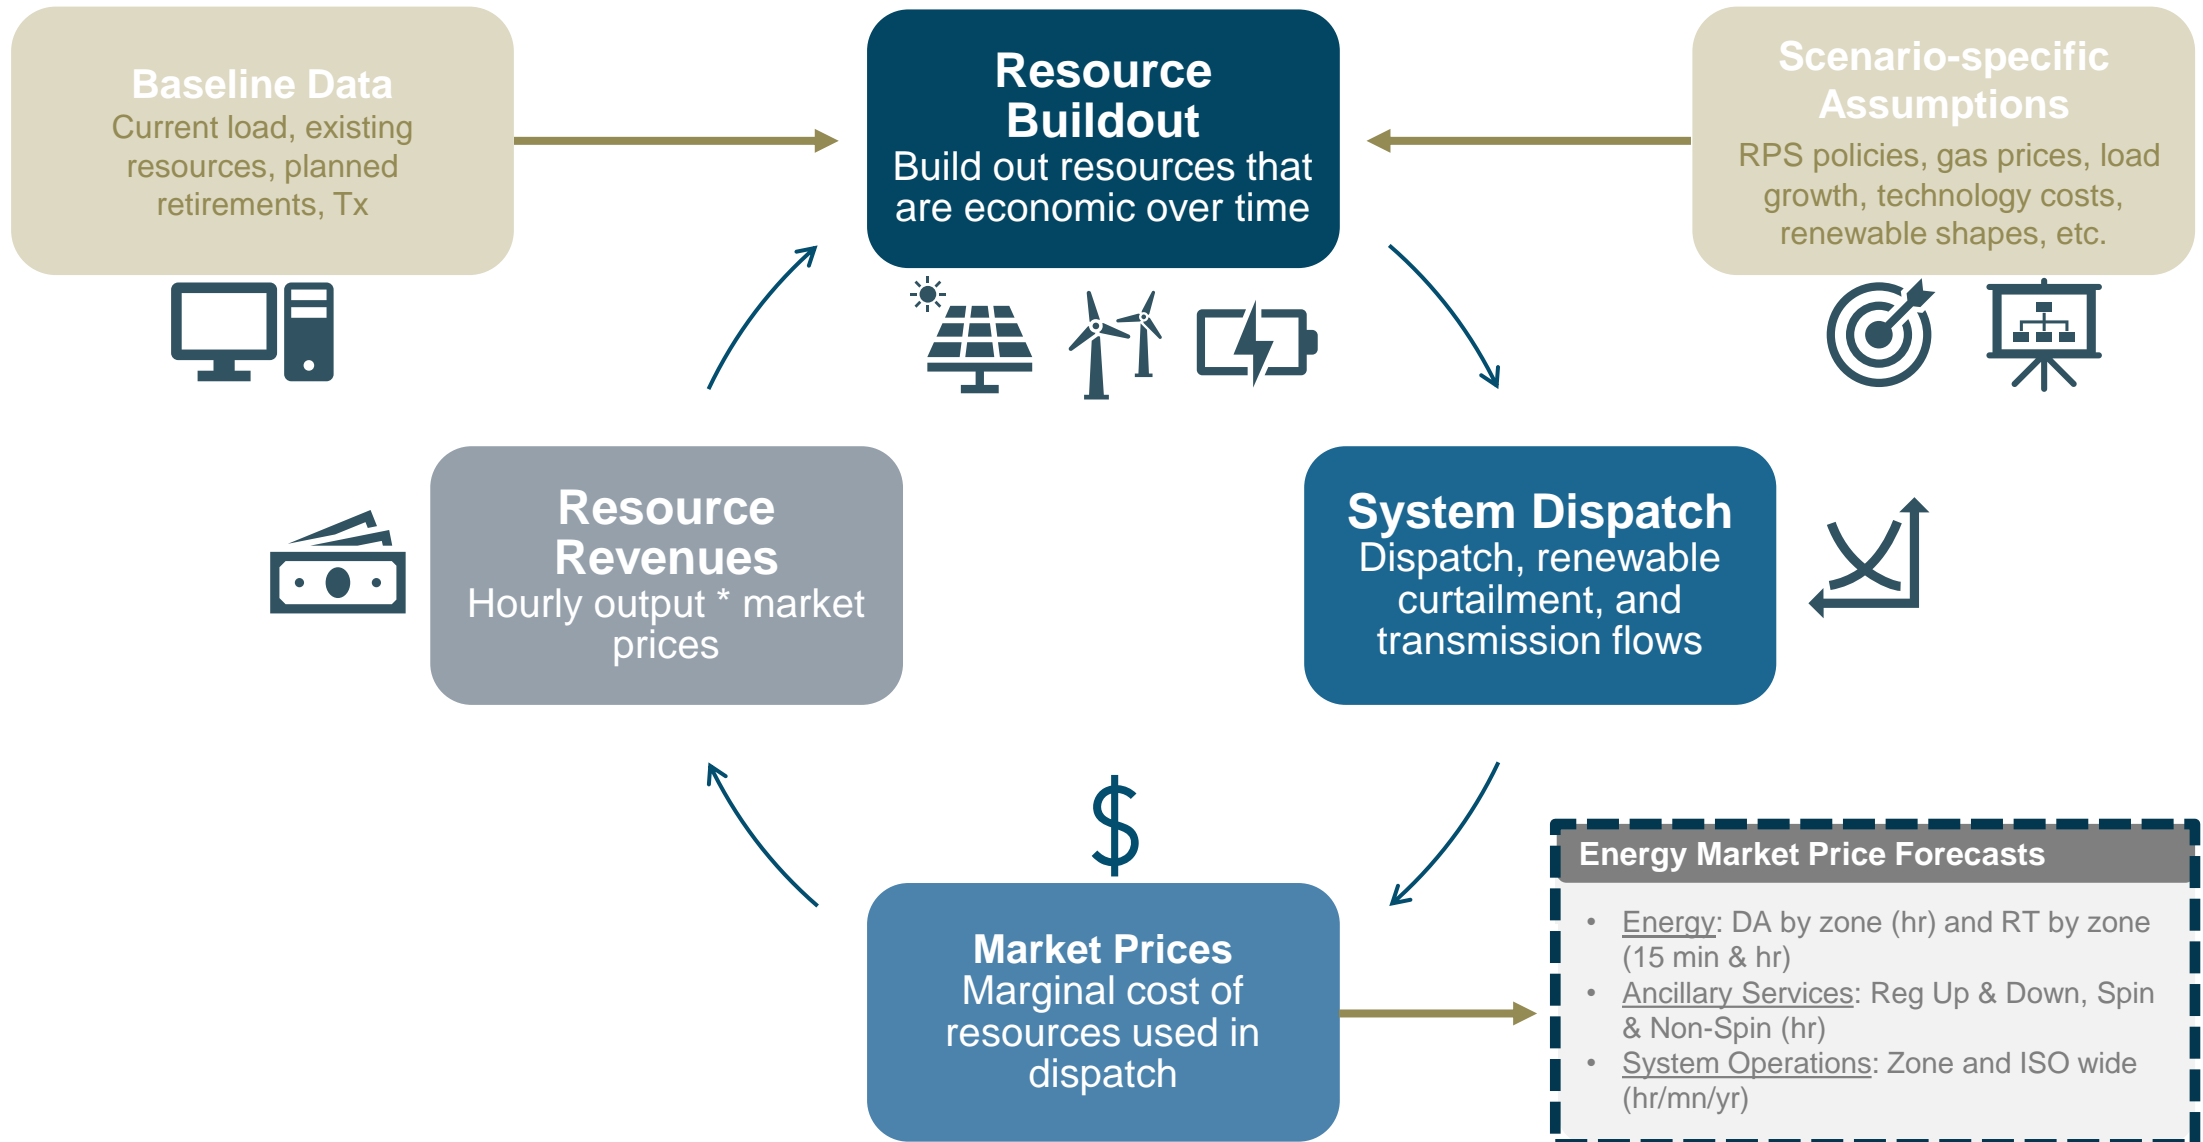 Baseline Data
Current load, existing
resources, planned
retirements, Tx
Resource
Buildout
Build out resources that
are economic over time
Scenario-specific
Assumptions
RPS policies, gas prices, load
growth, technology costs,
renewable shapes, etc.
Resource
Revenues
Hourly output * market
prices
System Dispatch
Dispatch, renewable
curtailment, and
transmission flows
$
Market Prices
Marginal cost of
resources used in
dispatch
Energy Market Price Forecasts
• Energy: DA by zone (hr) and RT by zone
(15 min & hr)
• Ancillary Services: Reg Up & Down, Spin
& Non-Spin (hr)
• System Operations: Zone and ISO wide
(hr/mn/yr)